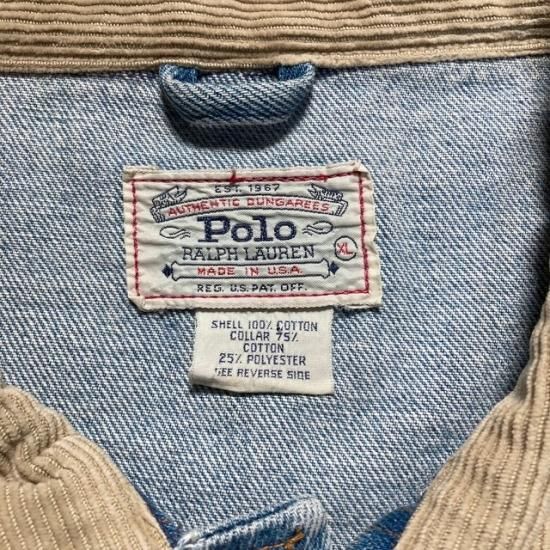 EST. 1967
AUTHENTIC DUNGAREES
Polo
RALPH LAUREN
XL
MADE IN U.S.A.
REG. U.S. PAT. OFF.
SHELL 100% COTTON
COLLAR 75%
COTTON
25% POLYESTER
SEE REVERSE SIDE